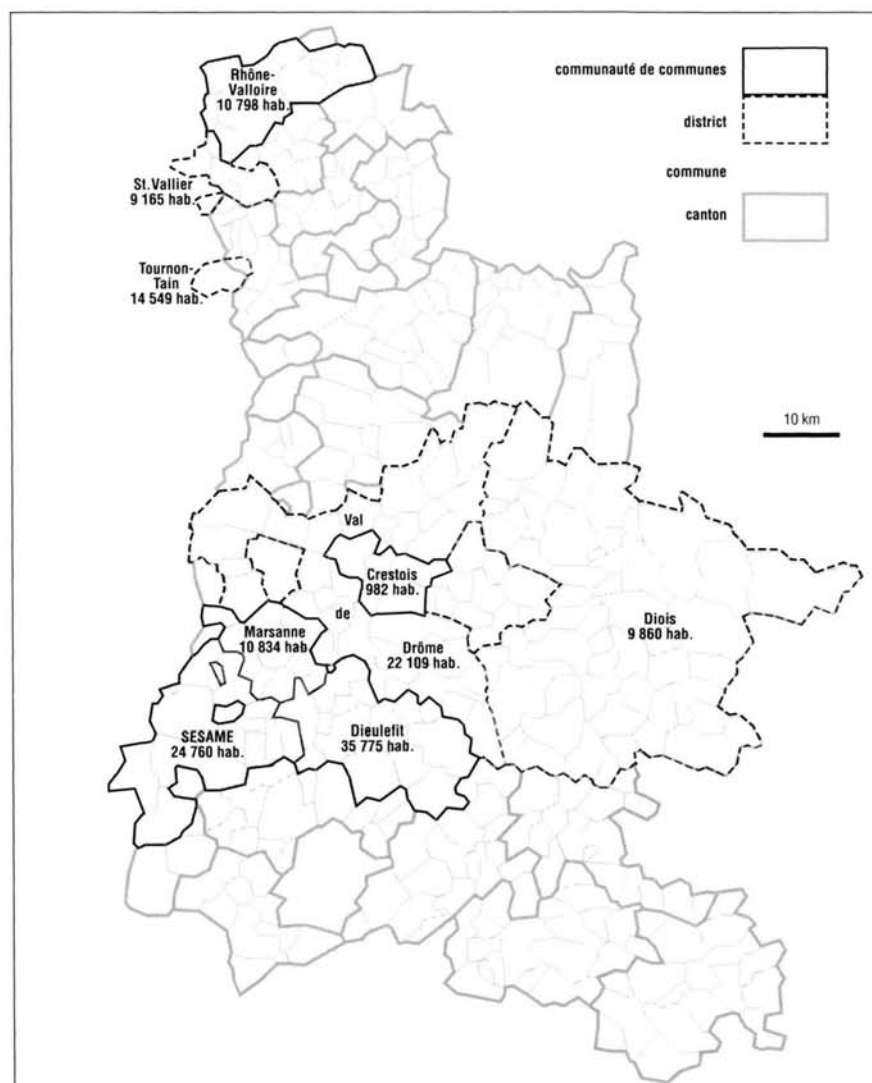 Rhône-
Valloire
10 798 hab.
communauté de communes
district
St.Vallier
9 165 hab.
commune
canton
Tournon-
Tain
14 549 hab.
10 km
Val
Crestois
982 hab.
de
Marsanne
10 834 hab.
Drôme
22 109 hab.
Diois
9 860 hab.
SESAME
24 760 hab.
Dieulefit
35 775 hab.